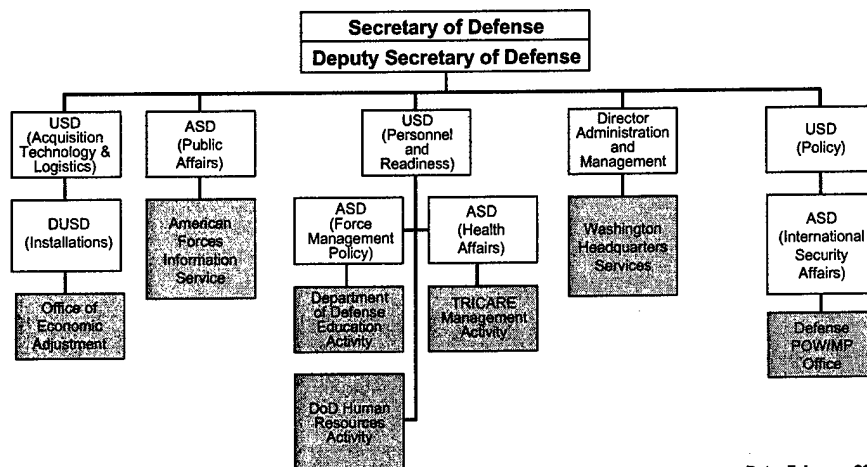 Secretary of Defense
Deputy Secretary of Defense
USD
(Acquisition
Technology &
Logistics)
ASD
(Public
Affairs)
USD
(Personnel
and
Readiness)
Director
Administration
and
Management
USD
(Policy)
DUSD
(Installations)
American
Forces
Information
Service
ASD
(Force
Management
Policy)
ASD
(Health
Affairs)
Washington
Headquarters
Services
ASD
(International
Security
Affairs)
Office of
Economic
Adjustment
Department
of Defense
Education
Activity
TRICARE
Management
Activity
Defense
POW/MP
Office
DoD Human
Resources
Activity